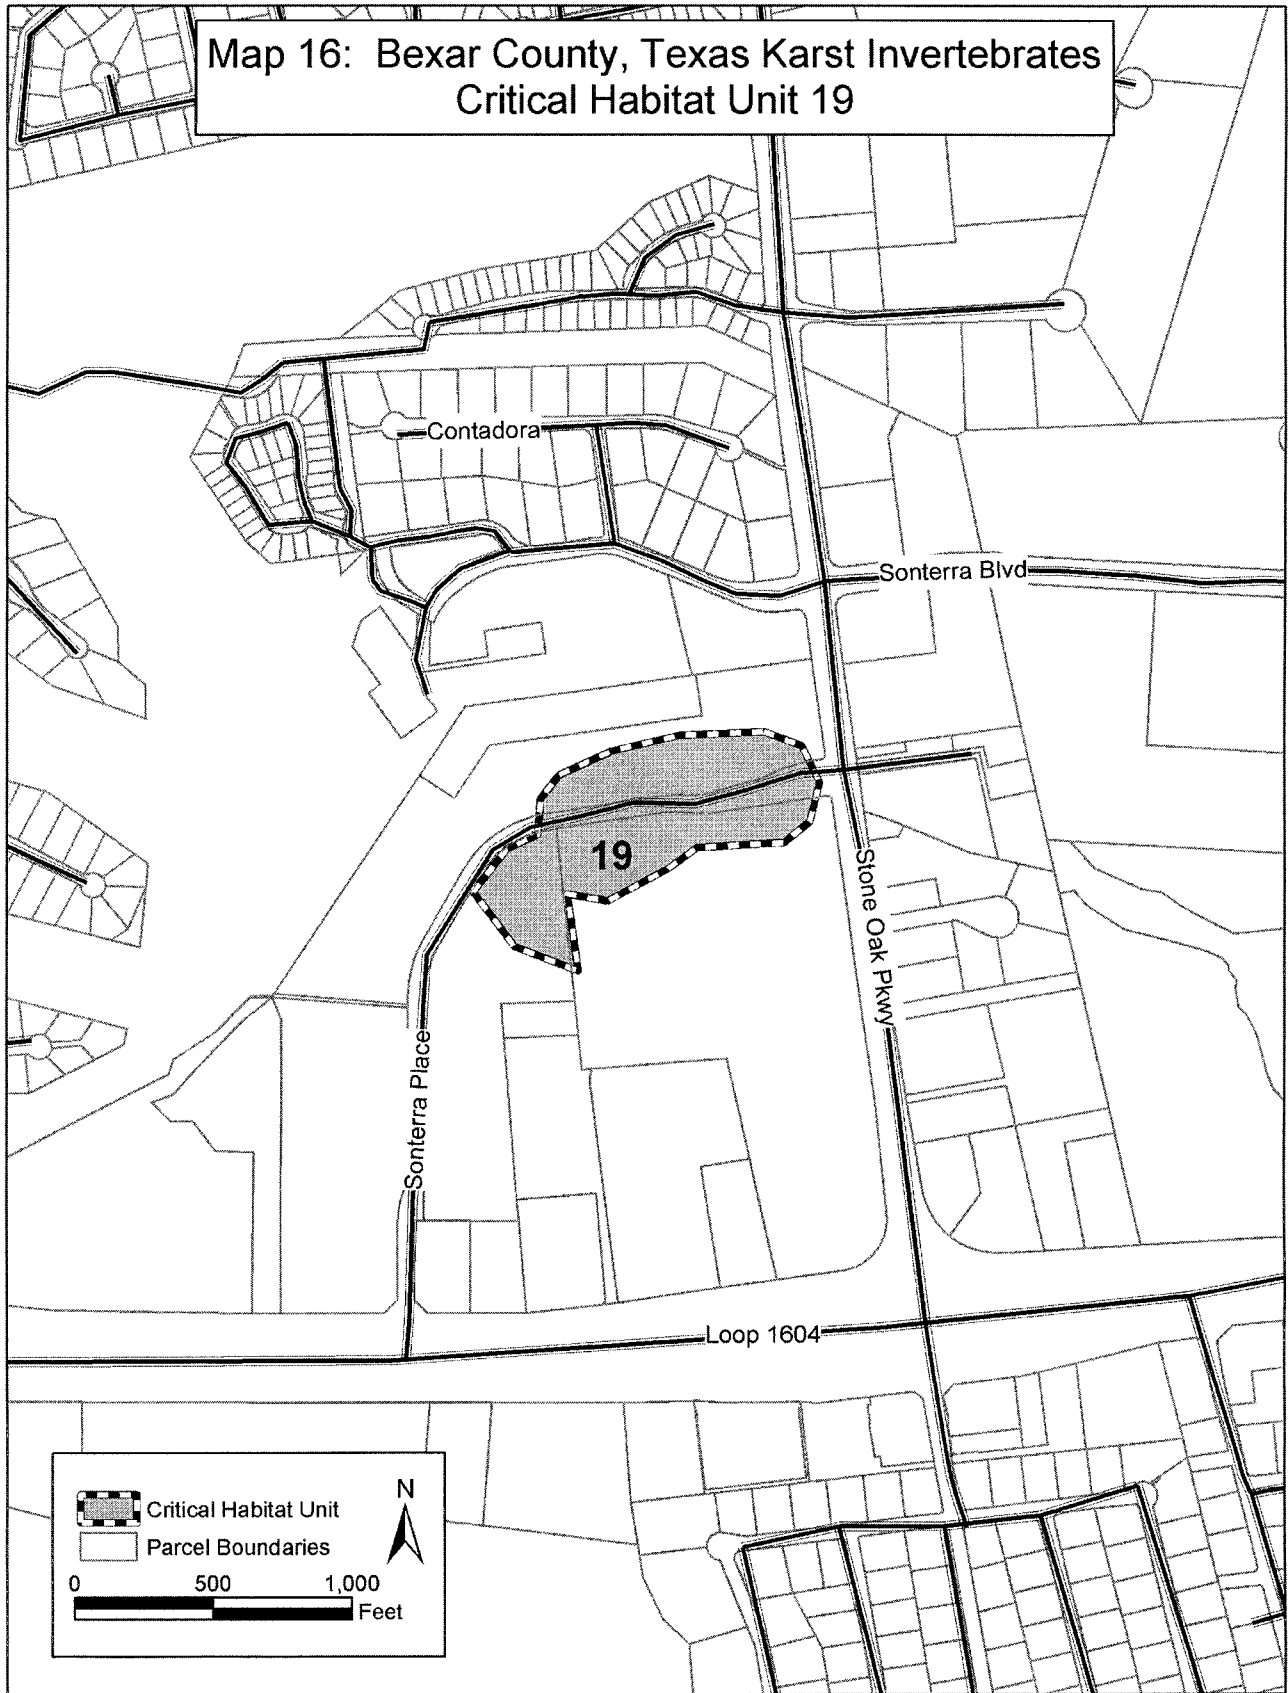 Map 16: Bexar County, Texas Karst Invertebrates
Critical Habitat Unit 19
Contadora
Sonterra Blvd
19
Stone Oak Pkwy
Sonterra Place
Loop 1604
Critical Habitat Unit
Parcel Boundaries
N
0 500 1,000
Feet